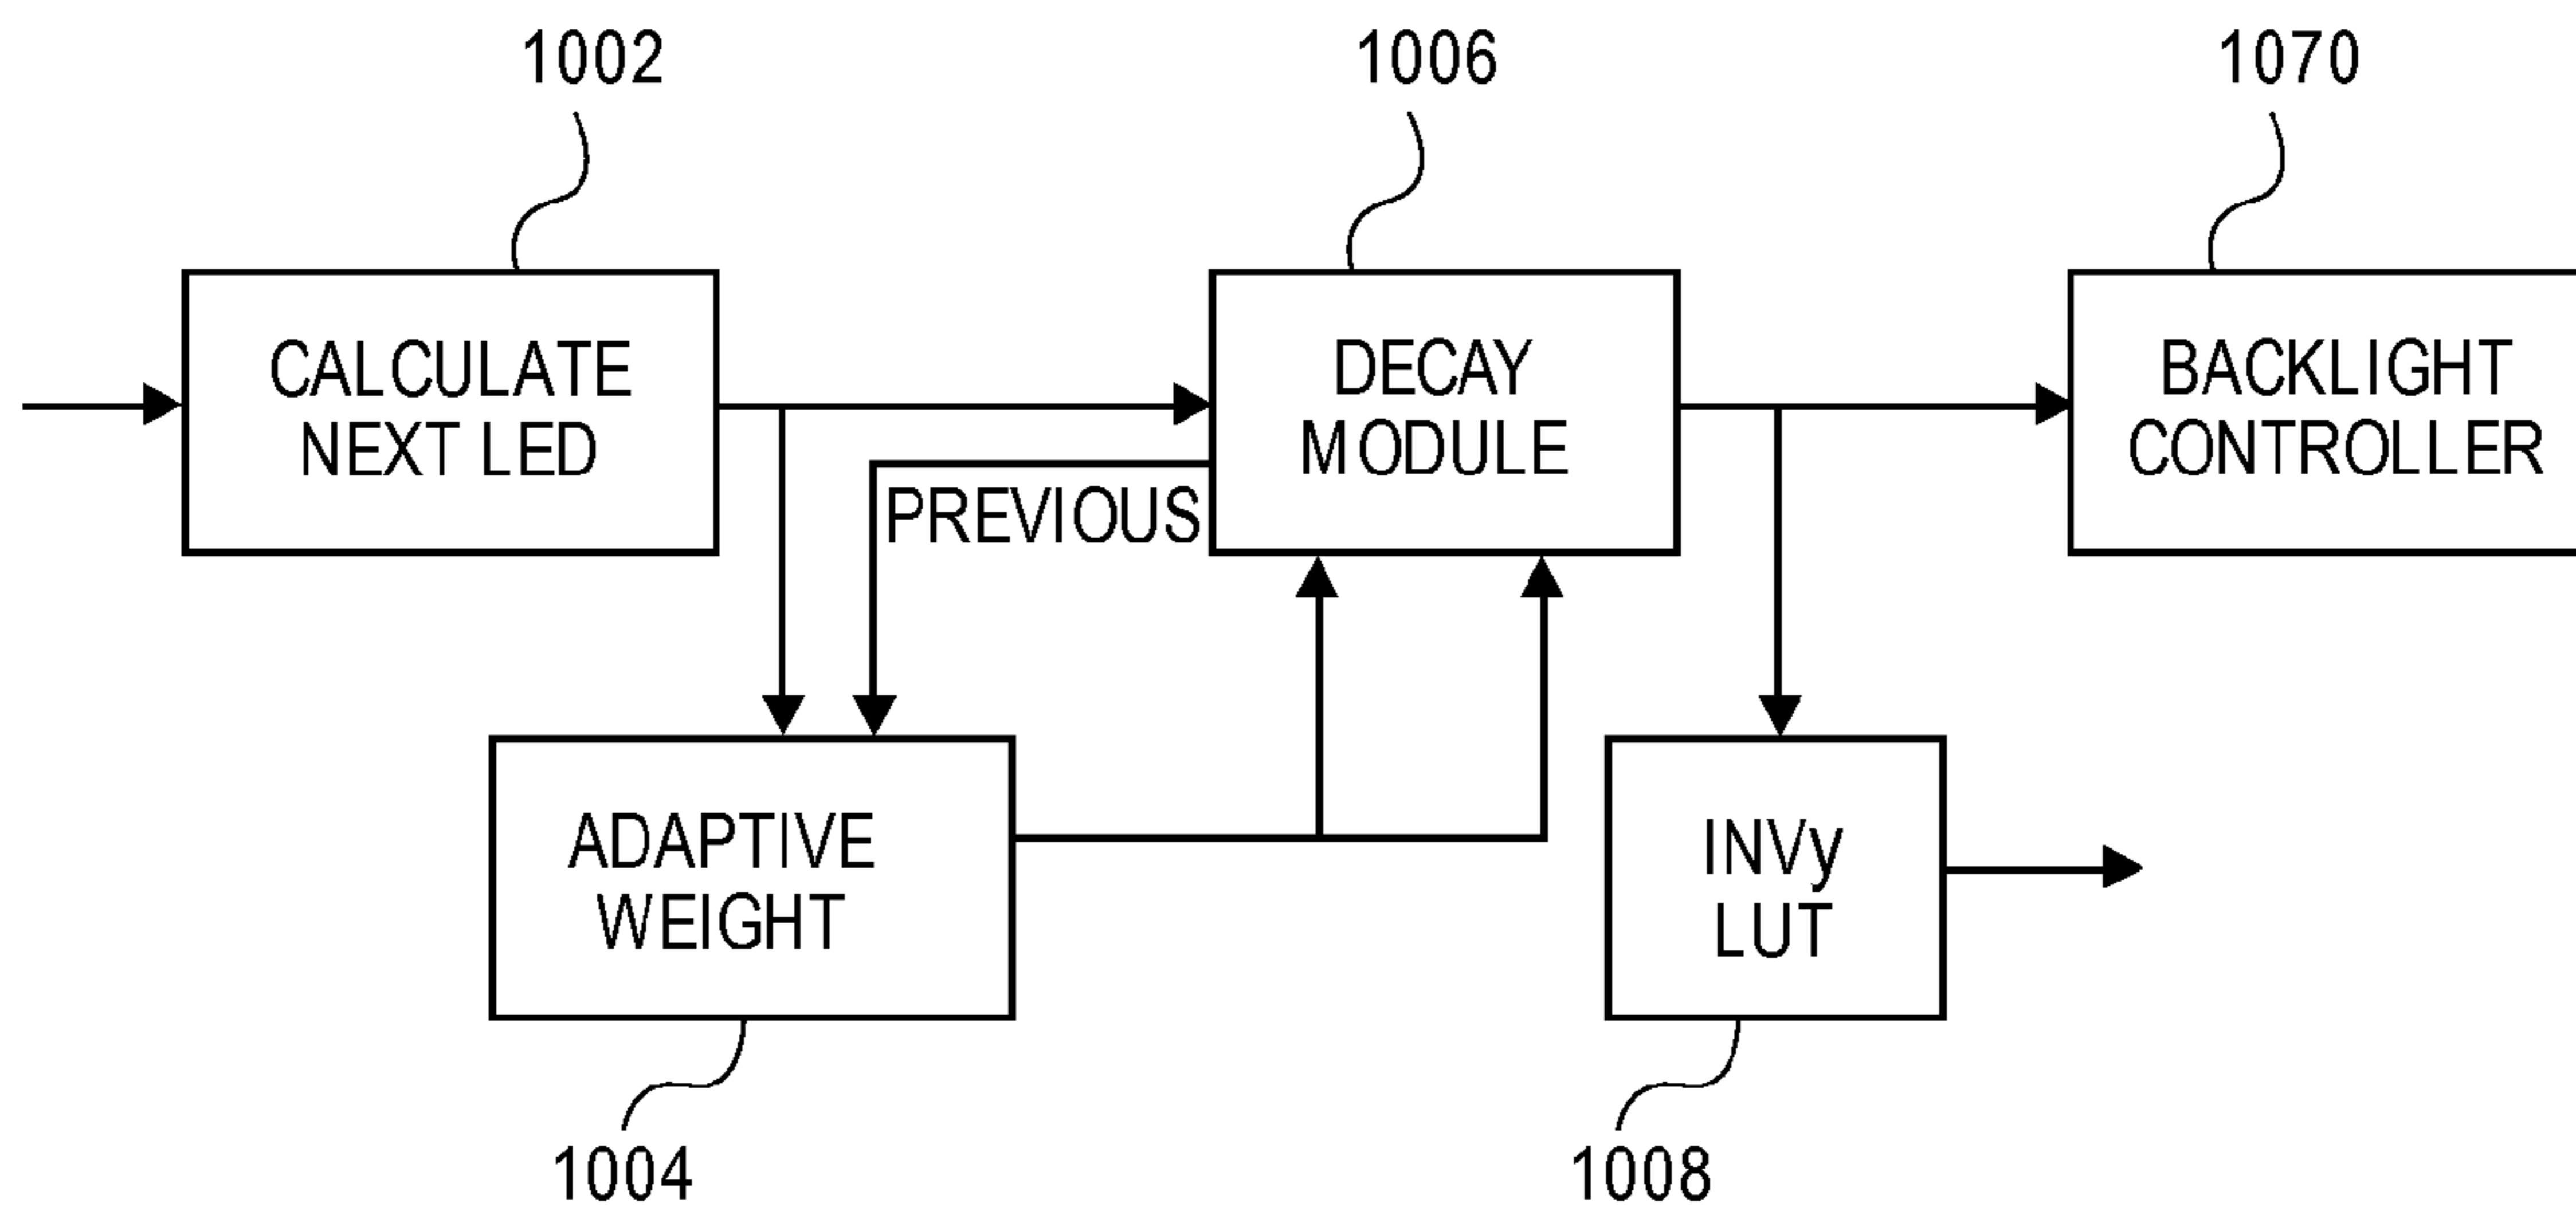 1002
1006
1070
CALCULATE
NEXT LED
DECAY
MODULE
BACKLIGHT
CONTROLLER
PREVIOUS
ADAPTIVE
WEIGHT
INVy
LUT
1004
1008